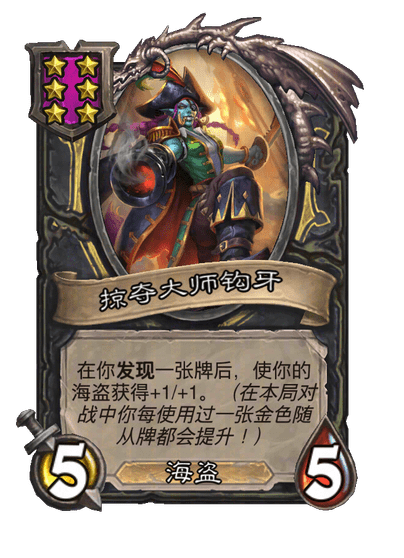 掠夺大师钩牙
在你发现一张牌后，使你的
海盗获得+1/+1。（在本局对
战中你每使用过一张金色随
从牌都会提升！）
5
海盗
5